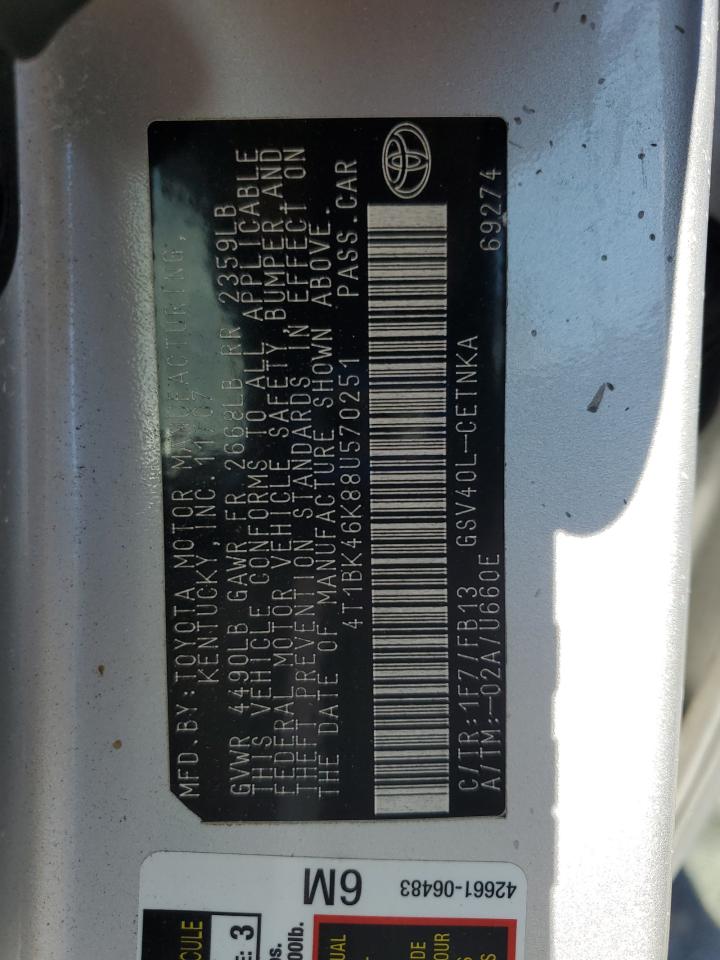 MFD. BY: TOYOTA MOTOR MANUFACTURING,
KENTUCKY, INC. 11/07
GVWR 4490LB GAWR FR 2668LB RR 2359LB
THIS VEHICLE CONFORMS TO ALL APPLICABLE
FEDERAL MOTOR VEHICLE SAFETY, BUMPER AND
THEFT PREVENTION STANDARDS IN EFFECT ON
THE DATE OF MANUFACTURE SHOWN ABOVE.
4T1BK46K88U570251 PASS. CAR
C/TR: 1F7/FB13 GSV40L-CETNKA 69274
A/TM: -02A/U660E
6M
42661-06483
3